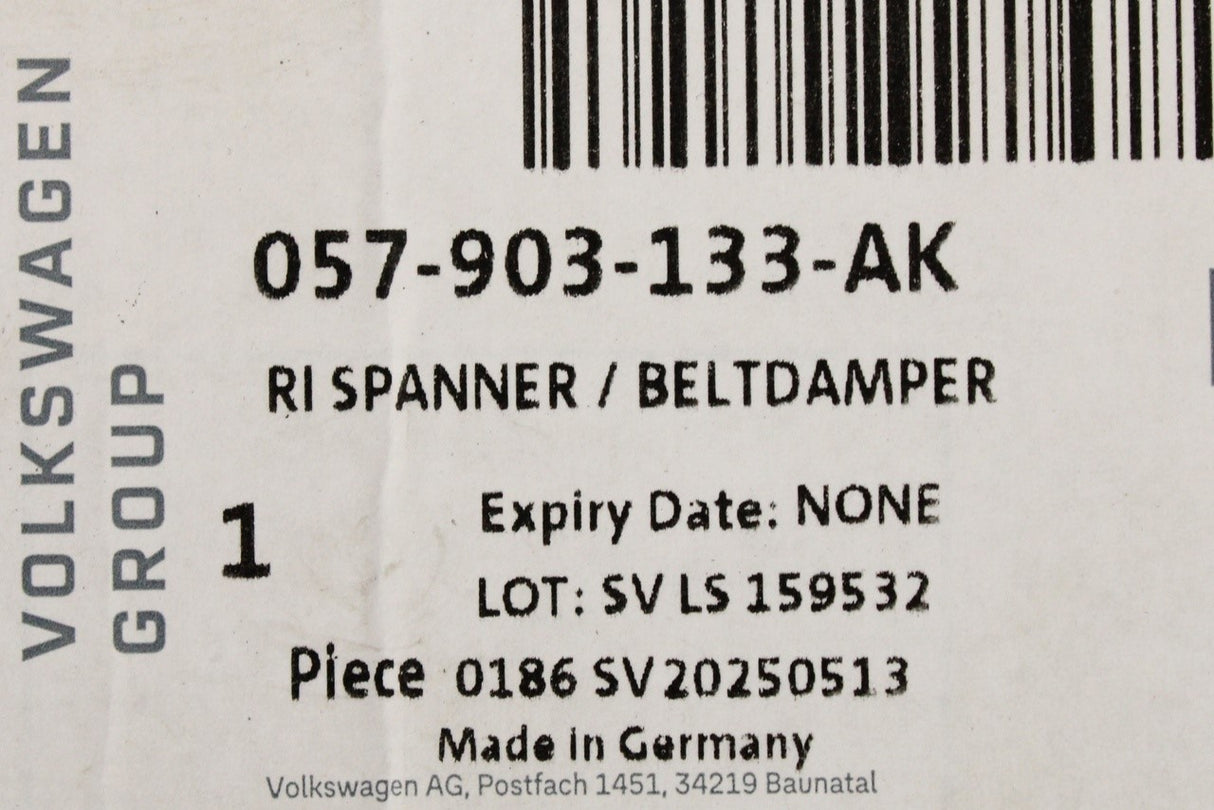 VOLKSWAGEN
GROUP
057-903-133-AK
RI SPANNER / BELTDAMPER
1
Expiry Date: NONE
LOT: SV LS 159532
Piece 0186 SV20250513
Made in Germany
Volkswagen AG, Postfach 1451, 34219 Baunatal